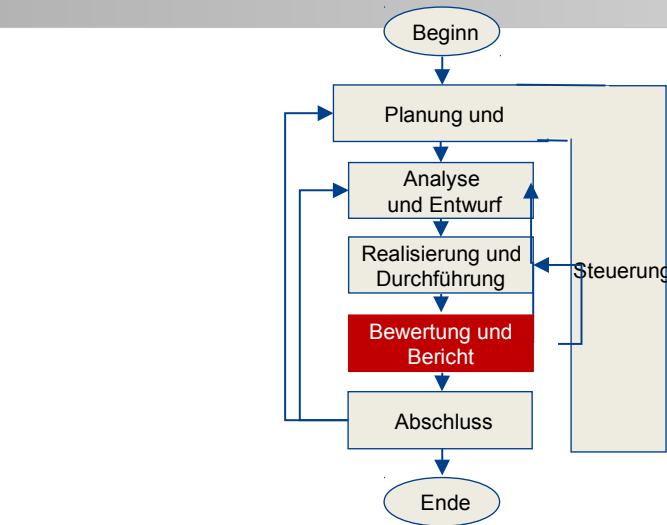 Beginn
Planung und
Analyse
und Entwurf
Realisierung und
Durchführung
Steuerung
Bewertung und
Bericht
Abschluss
Ende